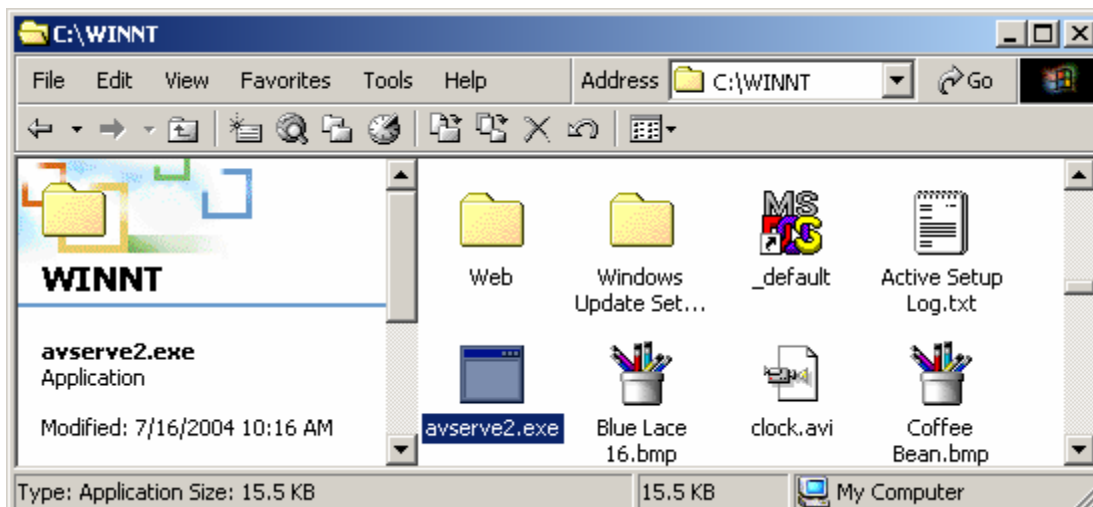 C:\WINNT
File Edit View Favorites Tools Help Address C:\WINNT Go
WINNT
avserve2.exe
Application
Modified: 7/16/2004 10:16 AM
Web
Windows
Update Set...
MS
DOS
_default
Active Setup
Log.txt
avserve2.exe
Blue Lace
16.bmp
clock.avi
Coffee
Bean.bmp
Type: Application Size: 15.5 KB 15.5 KB My Computer